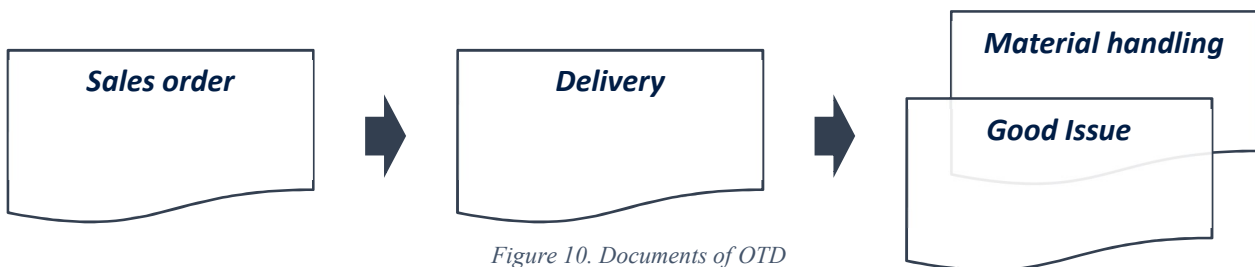 Sales order
Delivery
Material handling
Good Issue
Figure 10. Documents of OTD